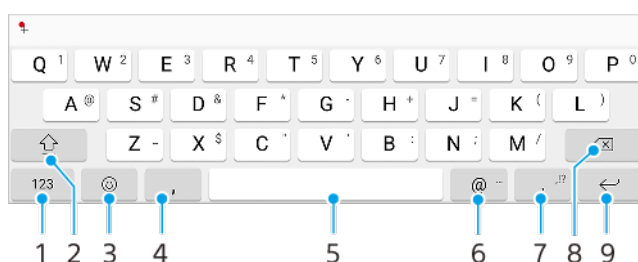 Q 1 W 2 E 3 R 4 T 5 Y 6 U 7 I 8 O 9 P 0
A @ S # D & F * G - H + J = K ( L )
Z _ X $ C " V ' B : N ; M /
123 , @ ... . ,!?
1 2 3 4 5 6 7 8 9